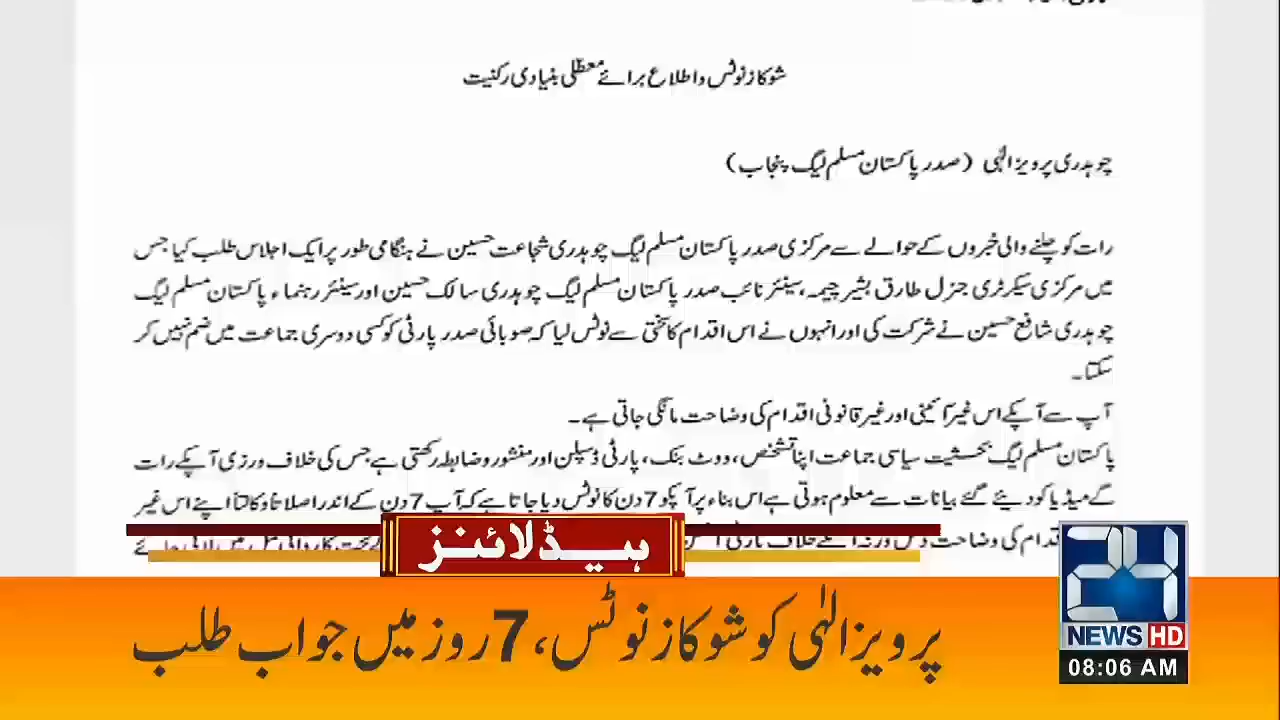 شوکاز نوٹس و اطلاع برائے معطلی بنیادی رکنیت
چوہدری پرویز الٰہی (صدر پاکستان مسلم لیگ پنجاب)
رات کو چلنے والی خبروں کے حوالے سے مرکزی صدر پاکستان مسلم لیگ چوہدری شجاعت حسین نے ہنگامی طور پر ایک اجلاس طلب کیا جس
میں مرکزی سیکرٹری جنرل طارق بشیر چیمہ، سینئر نائب صدر پاکستان مسلم لیگ چوہدری سالک حسین اور سینئر رہنماء پاکستان مسلم لیگ
چوہدری شافع حسین نے شرکت کی اور انہوں نے اس اقدام کا سختی سے نوٹس لیا کہ صوبائی صدر پارٹی کو کسی دوسری جماعت میں ضم نہیں کر
سکتا۔
آپ سے آپکے اس غیر آئینی اور غیر قانونی اقدام کی وضاحت مانگی جاتی ہے۔
پاکستان مسلم لیگ بحثیت سیاسی جماعت اپنا تشخص، ووٹ بنک، پارٹی ڈسپلن اور منشور و ضابطہ رکھتی ہے جس کی خلاف ورزی آپکے رات
گے میڈیا کو دیئے گئے بیانات سے معلوم ہوتی ہے اس بناء پر آپکو 7 دن کا نوٹس دیا جاتا ہے کہ آپ 7 دن کے اندر اصلاتاً وکالتاً اپنے اس غیر
قدام کی وضاحت
ہیڈلائنز
پرویز الٰہی کو شوکاز نوٹس، 7 روز میں جواب طلب
24
NEWS HD
08:06 AM